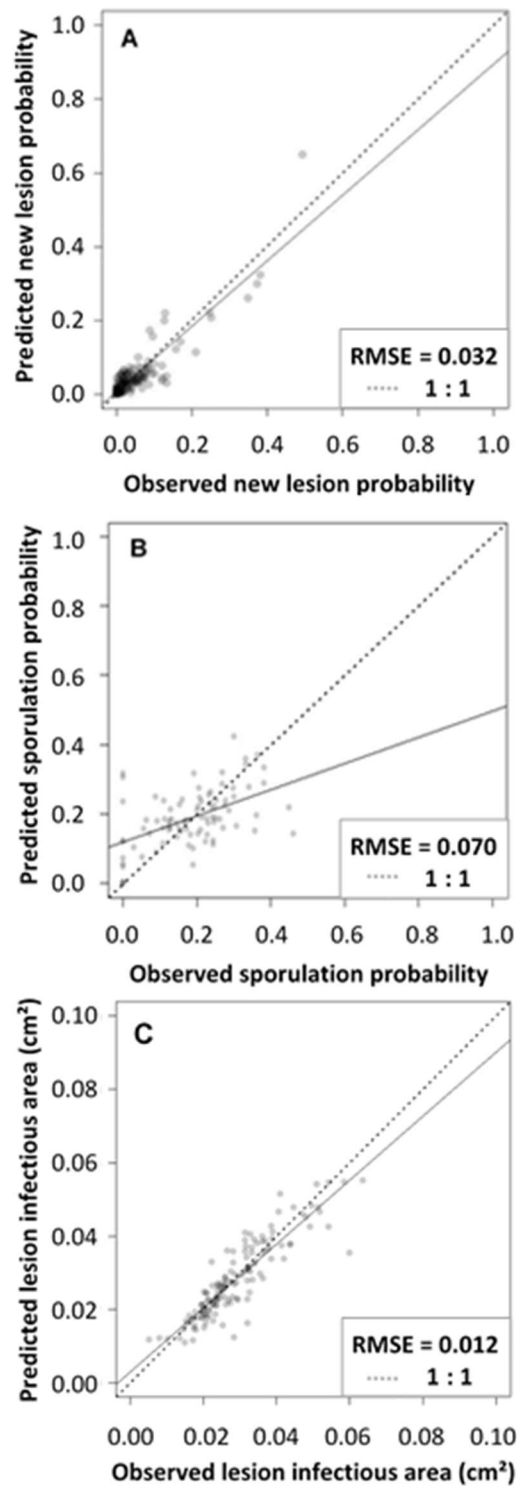 A
Predicted new lesion probability
1.0
0.8
0.6
0.4
0.2
0.0
RMSE = 0.032
1 : 1
0.0 0.2 0.4 0.6 0.8 1.0
Observed new lesion probability
B
Predicted sporulation probability
1.0
0.8
0.6
0.4
0.2
0.0
RMSE = 0.070
1 : 1
0.0 0.2 0.4 0.6 0.8 1.0
Observed sporulation probability
C
Predicted lesion infectious area (cm²)
0.10
0.08
0.06
0.04
0.02
0.00
RMSE = 0.012
1 : 1
0.00 0.02 0.04 0.06 0.08 0.10
Observed lesion infectious area (cm²)